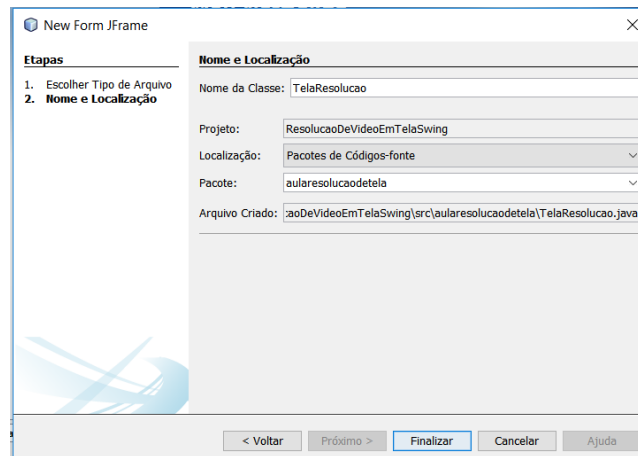 New Form JFrame
Etapas
1. Escolher Tipo de Arquivo
2. Nome e Localização
Nome e Localização
Nome da Classe: TelaResolucao
Projeto: ResolucaoDeVideoEmTelaSwing
Localização: Pacotes de Códigos-fonte
Pacote: aularesolucaodetela
Arquivo Criado: :aoDeVideoEmTelaSwing\src\aularesolucaodetela\TelaResolucao.java
< Voltar Próximo > Finalizar Cancelar Ajuda